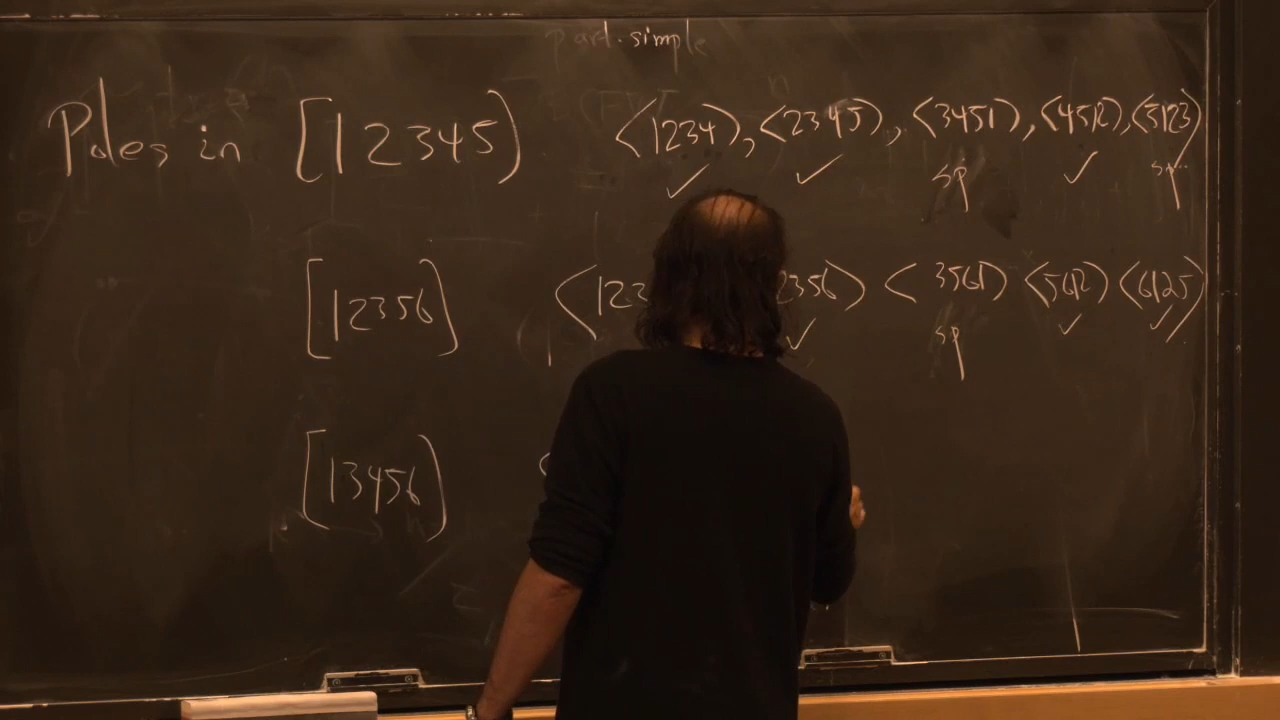 part. simple
Poles in [12345] <1234>, <2345>, <3451>, <4512>, <5123>
✓ ✓ sp ✓ sp
[12356] <123 2356> <3561> <5612> <6125>
✓ sp ✓ ✓
[13456] <